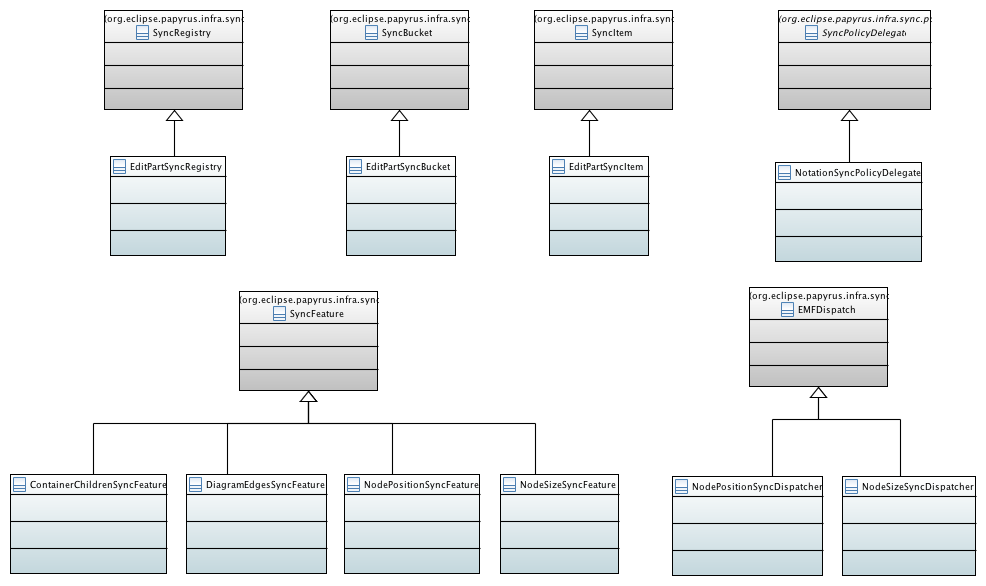 (org.eclipse.papyrus.infra.sync
SyncRegistry
(org.eclipse.papyrus.infra.sync
SyncBucket
(org.eclipse.papyrus.infra.sync
SyncItem
(org.eclipse.papyrus.infra.sync.p
SyncPolicyDelegate
EditPartSyncRegistry
EditPartSyncBucket
EditPartSyncItem
NotationSyncPolicyDelegate
(org.eclipse.papyrus.infra.sync
SyncFeature
(org.eclipse.papyrus.infra.sync
EMFDispatch
ContainerChildrenSyncFeature
DiagramEdgesSyncFeature
NodePositionSyncFeature
NodeSizeSyncFeature
NodePositionSyncDispatcher
NodeSizeSyncDispatcher